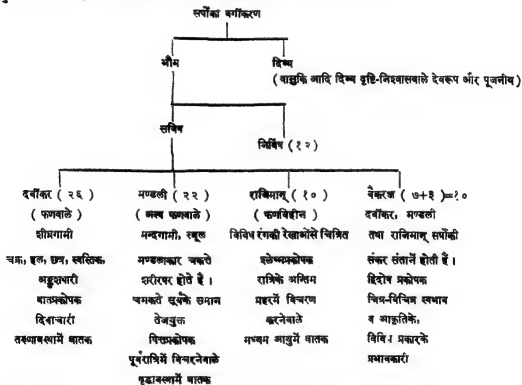 सर्पोंका वर्गीकरण
भौम
दिव्य
( वासुकि आदि दिव्य दृष्टि-निश्वासवाले देवरूप और पूजनीय )
सविष
निर्विष ( १२ )
दर्वीकर ( २६ )
( फणवाले )
शीघ्रगामी
चक्र, हल, छत्र, स्वस्तिक,
अङ्कुशधारी
वातप्रकोपक
दिवाचारी
तरुणावस्थामें घातक
मण्डली ( २२ )
( अल्प फणवाले )
मन्दगामी, स्थूल
मण्डलाकार चकते
शरीरपर होते हैं ।
चमकते सूर्यके समान
तेजयुक्त
पित्तप्रकोपक
पूर्वरात्रिमें विचरनेवाले
वृद्धावस्थामें घातक
राजिमान् ( १० )
( फणविहीन )
विविध रंगकी रेखाओंसे चित्रित
श्लेष्मप्रकोपक
रात्रिके अन्तिम
प्रहरमें विचरण
करनेवाले
मध्यम आयुमें घातक
वैकरञ्ज ( ७+३ )=१०
दर्वीकर, मण्डली
तथा राजिमान् सर्पोंकी
संकर संतानें होती हैं ।
द्विदोष प्रकोपक
चित्र-विचित्र स्वभाव
व आकृतिके,
विविध प्रकारके
प्रभावकारी